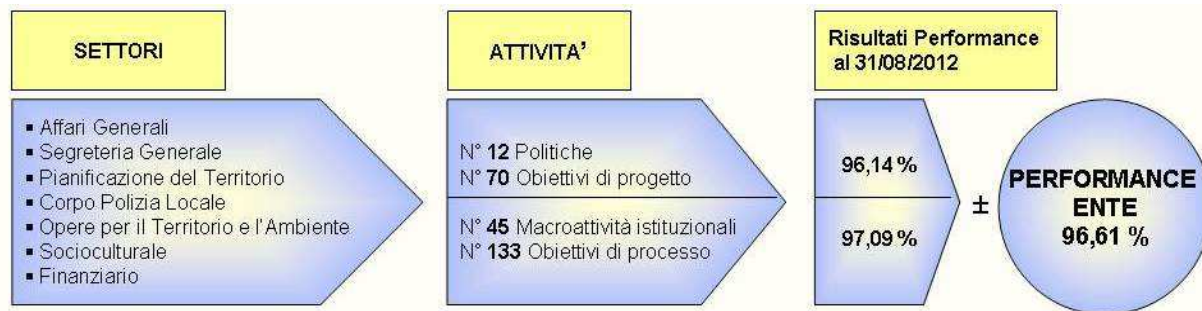 SETTORI
▪ Affari Generali
▪ Segreteria Generale
▪ Pianificazione del Territorio
▪ Corpo Polizia Locale
▪ Opere per il Territorio e l'Ambiente
▪ Socioculturale
▪ Finanziario
ATTIVITA'
N° 12 Politiche
N° 70 Obiettivi di progetto
N° 45 Macroattività istituzionali
N° 133 Obiettivi di processo
Risultati Performance
al 31/08/2012
96,14 %
97,09 %
±
PERFORMANCE
ENTE
96,61 %